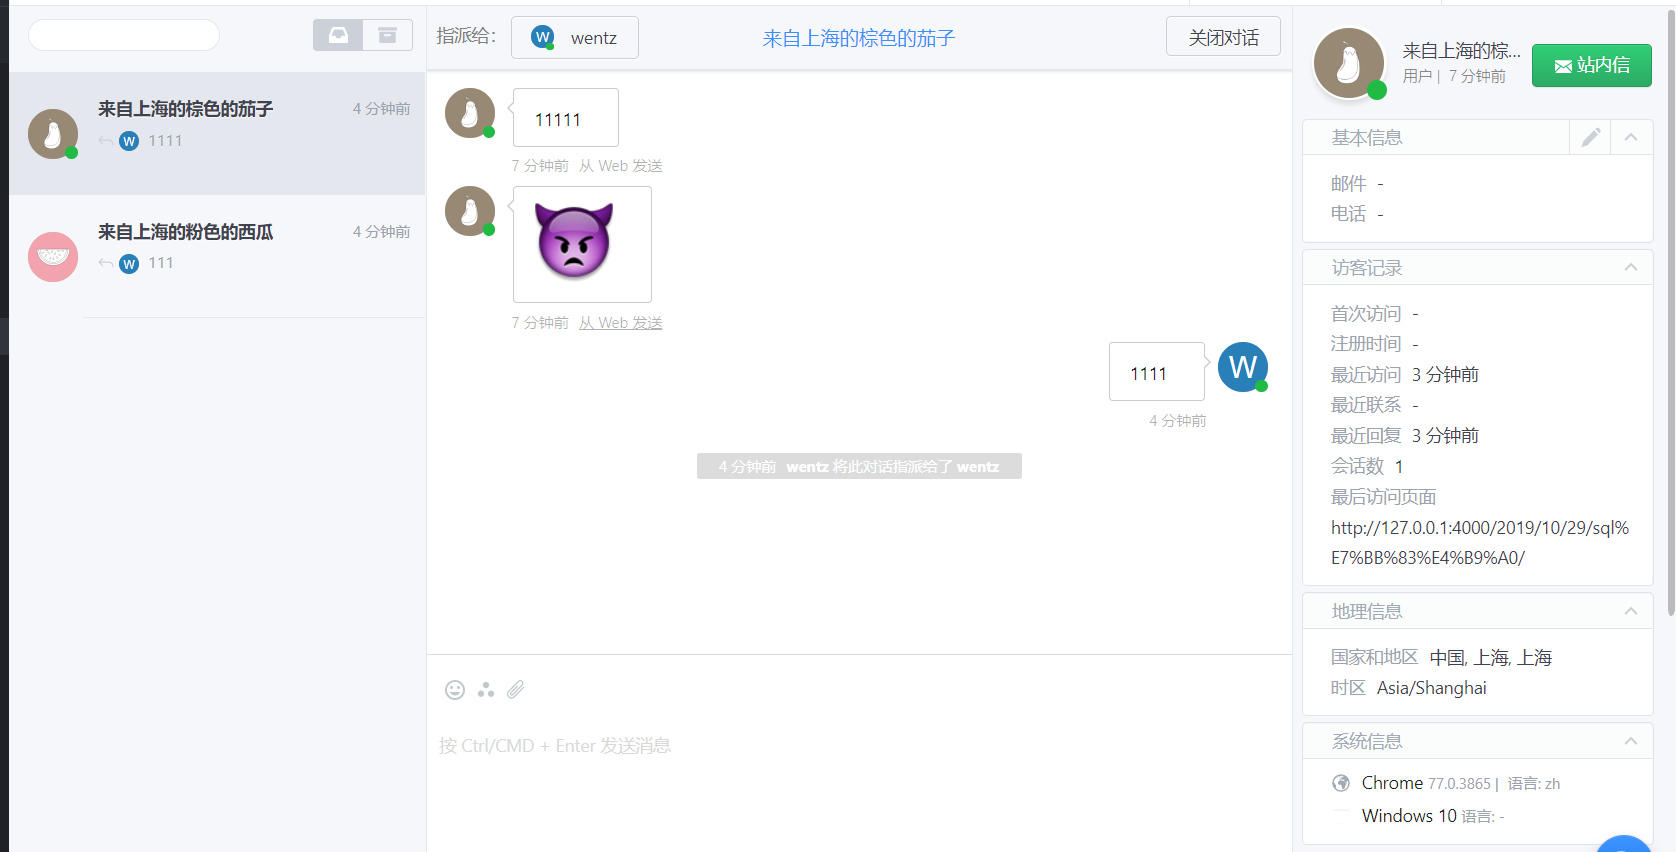 来自上海的棕色的茄子
4 分钟前
W
1111
来自上海的粉色的西瓜
4 分钟前
W
111
指派给：
W
wentz
来自上海的棕色的茄子
关闭对话
11111
7 分钟前 从 Web 发送
7 分钟前 从 Web 发送
1111
W
4 分钟前
4 分钟前 wentz 将此对话指派给了 wentz
按 Ctrl/CMD + Enter 发送消息
来自上海的棕...
用户 | 7 分钟前
站内信
基本信息
邮件 -
电话 -
访客记录
首次访问 -
注册时间 -
最近访问 3 分钟前
最近联系 -
最近回复 3 分钟前
会话数 1
最后访问页面
http://127.0.0.1:4000/2019/10/29/sql%
E7%BB%83%E4%B9%A0/
地理信息
国家和地区 中国, 上海, 上海
时区 Asia/Shanghai
系统信息
Chrome 77.0.3865 | 语言: zh
Windows 10 语言: -